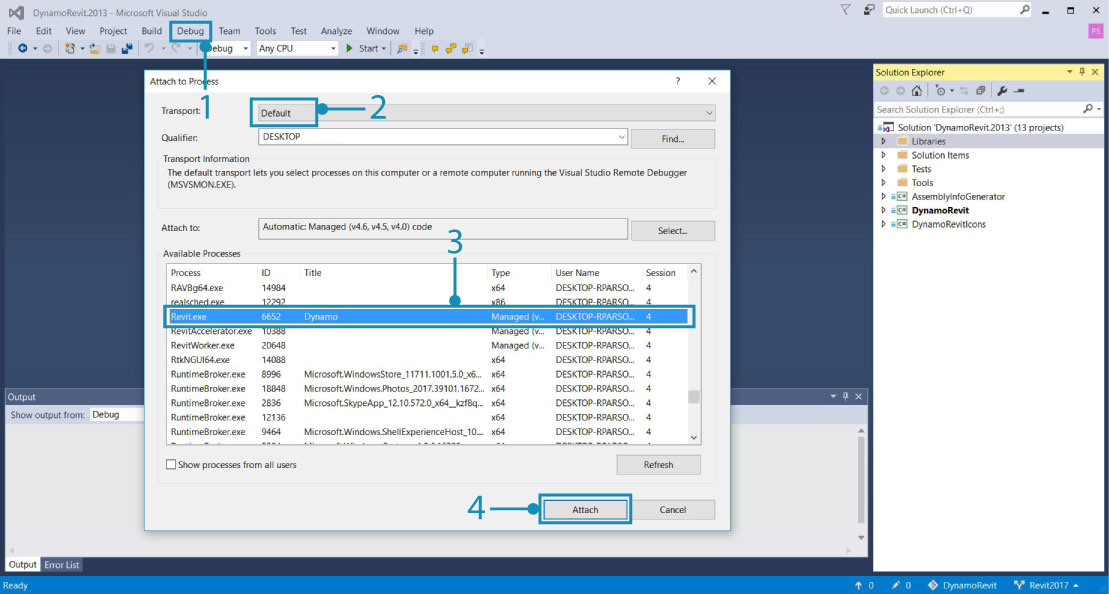 DynamoRevit.2013 - Microsoft Visual Studio
Quick Launch (Ctrl+Q)
File Edit View Project Build Debug Team Tools Test Analyze Window Help
PS
Debug Any CPU Start
1
Attach to Process ?
Transport: Default
2
Qualifier: DESKTOP Find...
Transport Information
The default transport lets you select processes on this computer or a remote computer running the Visual Studio Remote Debugger
(MSVSMON.EXE).
Attach to: Automatic: Managed (v4.6, v4.5, v4.0) code Select...
3
Available Processes
Process ID Title Type User Name Session
RAVBg64.exe 14984 x64 DESKTOP-RPARSO... 4
realsched.exe 12292 x86 DESKTOP-RPARSO... 4
Revit.exe 6652 Dynamo Managed (v... DESKTOP-RPARSO... 4
RevitAccelerator.exe 10388 Managed (v... DESKTOP-RPARSO... 4
RevitWorker.exe 20648 Managed (v... DESKTOP-RPARSO... 4
RtkNGUI64.exe 14088 x64 DESKTOP-RPARSO... 4
RuntimeBroker.exe 8996 Microsoft.WindowsStore_11711.1001.5.0_x6... x64 DESKTOP-RPARSO... 4
RuntimeBroker.exe 18848 Microsoft.Windows.Photos_2017.39101.1672... x64 DESKTOP-RPARSO... 4
RuntimeBroker.exe 2836 Microsoft.SkypeApp_12.10.572.0_x64__kzf8q... x64 DESKTOP-RPARSO... 4
RuntimeBroker.exe 12136 x64 DESKTOP-RPARSO... 4
RuntimeBroker.exe 9464 Microsoft.Windows.ShellExperienceHost_10.... x64 DESKTOP-RPARSO... 4
Show processes from all users Refresh
4
Attach Cancel
Solution Explorer
Search Solution Explorer (Ctrl+;)
Solution 'DynamoRevit.2013' (13 projects)
Libraries
Solution Items
Tests
Tools
AssemblyInfoGenerator
DynamoRevit
DynamoRevitIcons
Output
Show output from: Debug
Output Error List
Ready 0 0 DynamoRevit Revit2017